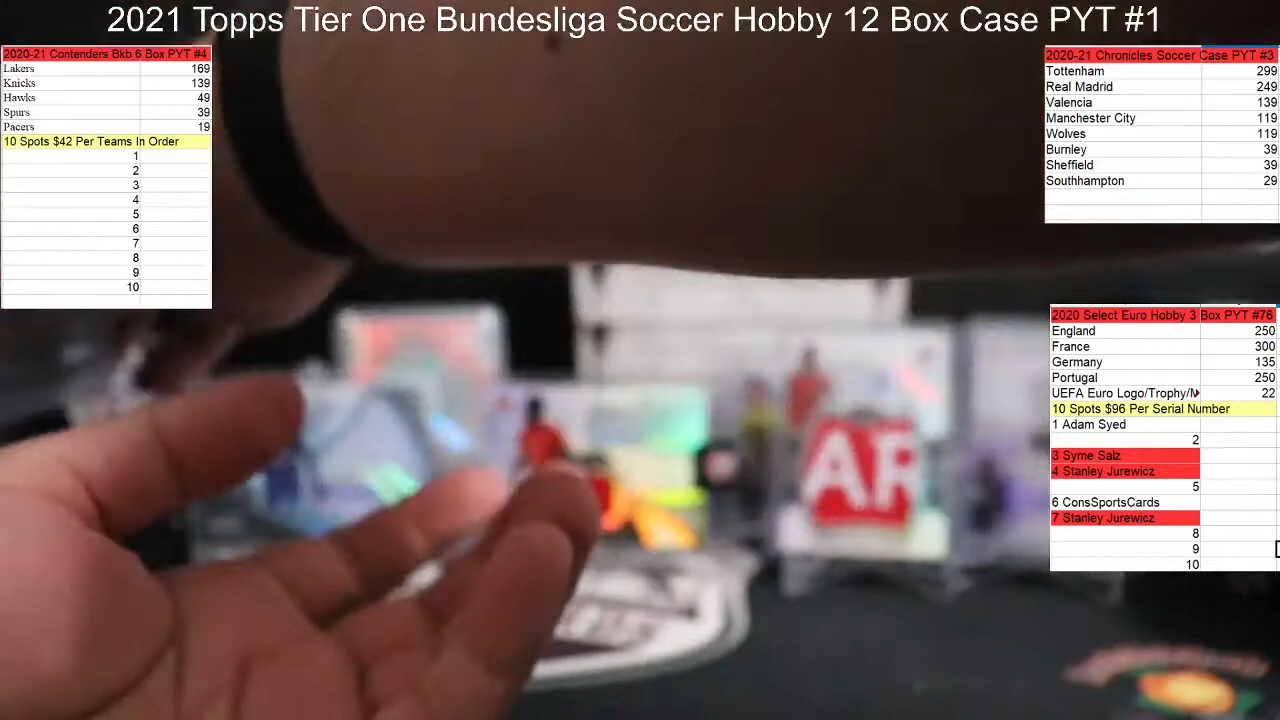 2021 Topps Tier One Bundesliga Soccer Hobby 12 Box Case PYT #1
2020-21 Contenders Bkb 6 Box PYT #4
Lakers 169
Knicks 139
Hawks 49
Spurs 39
Pacers 19
10 Spots $42 Per Teams In Order
1
2
3
4
5
6
7
8
9
10
2020-21 Chronicles Soccer Case PYT #3
Tottenham 299
Real Madrid 249
Valencia 139
Manchester City 119
Wolves 119
Burnley 39
Sheffield 39
Southhampton 29
2020 Select Euro Hobby 3 Box PYT #76
England 250
France 300
Germany 135
Portugal 250
UEFA Euro Logo/Trophy/M 22
10 Spots $96 Per Serial Number
1 Adam Syed
2
3 Syme Salz
4 Stanley Jurewicz
5
6 ConsSportsCards
7 Stanley Jurewicz
8
9
10
AR